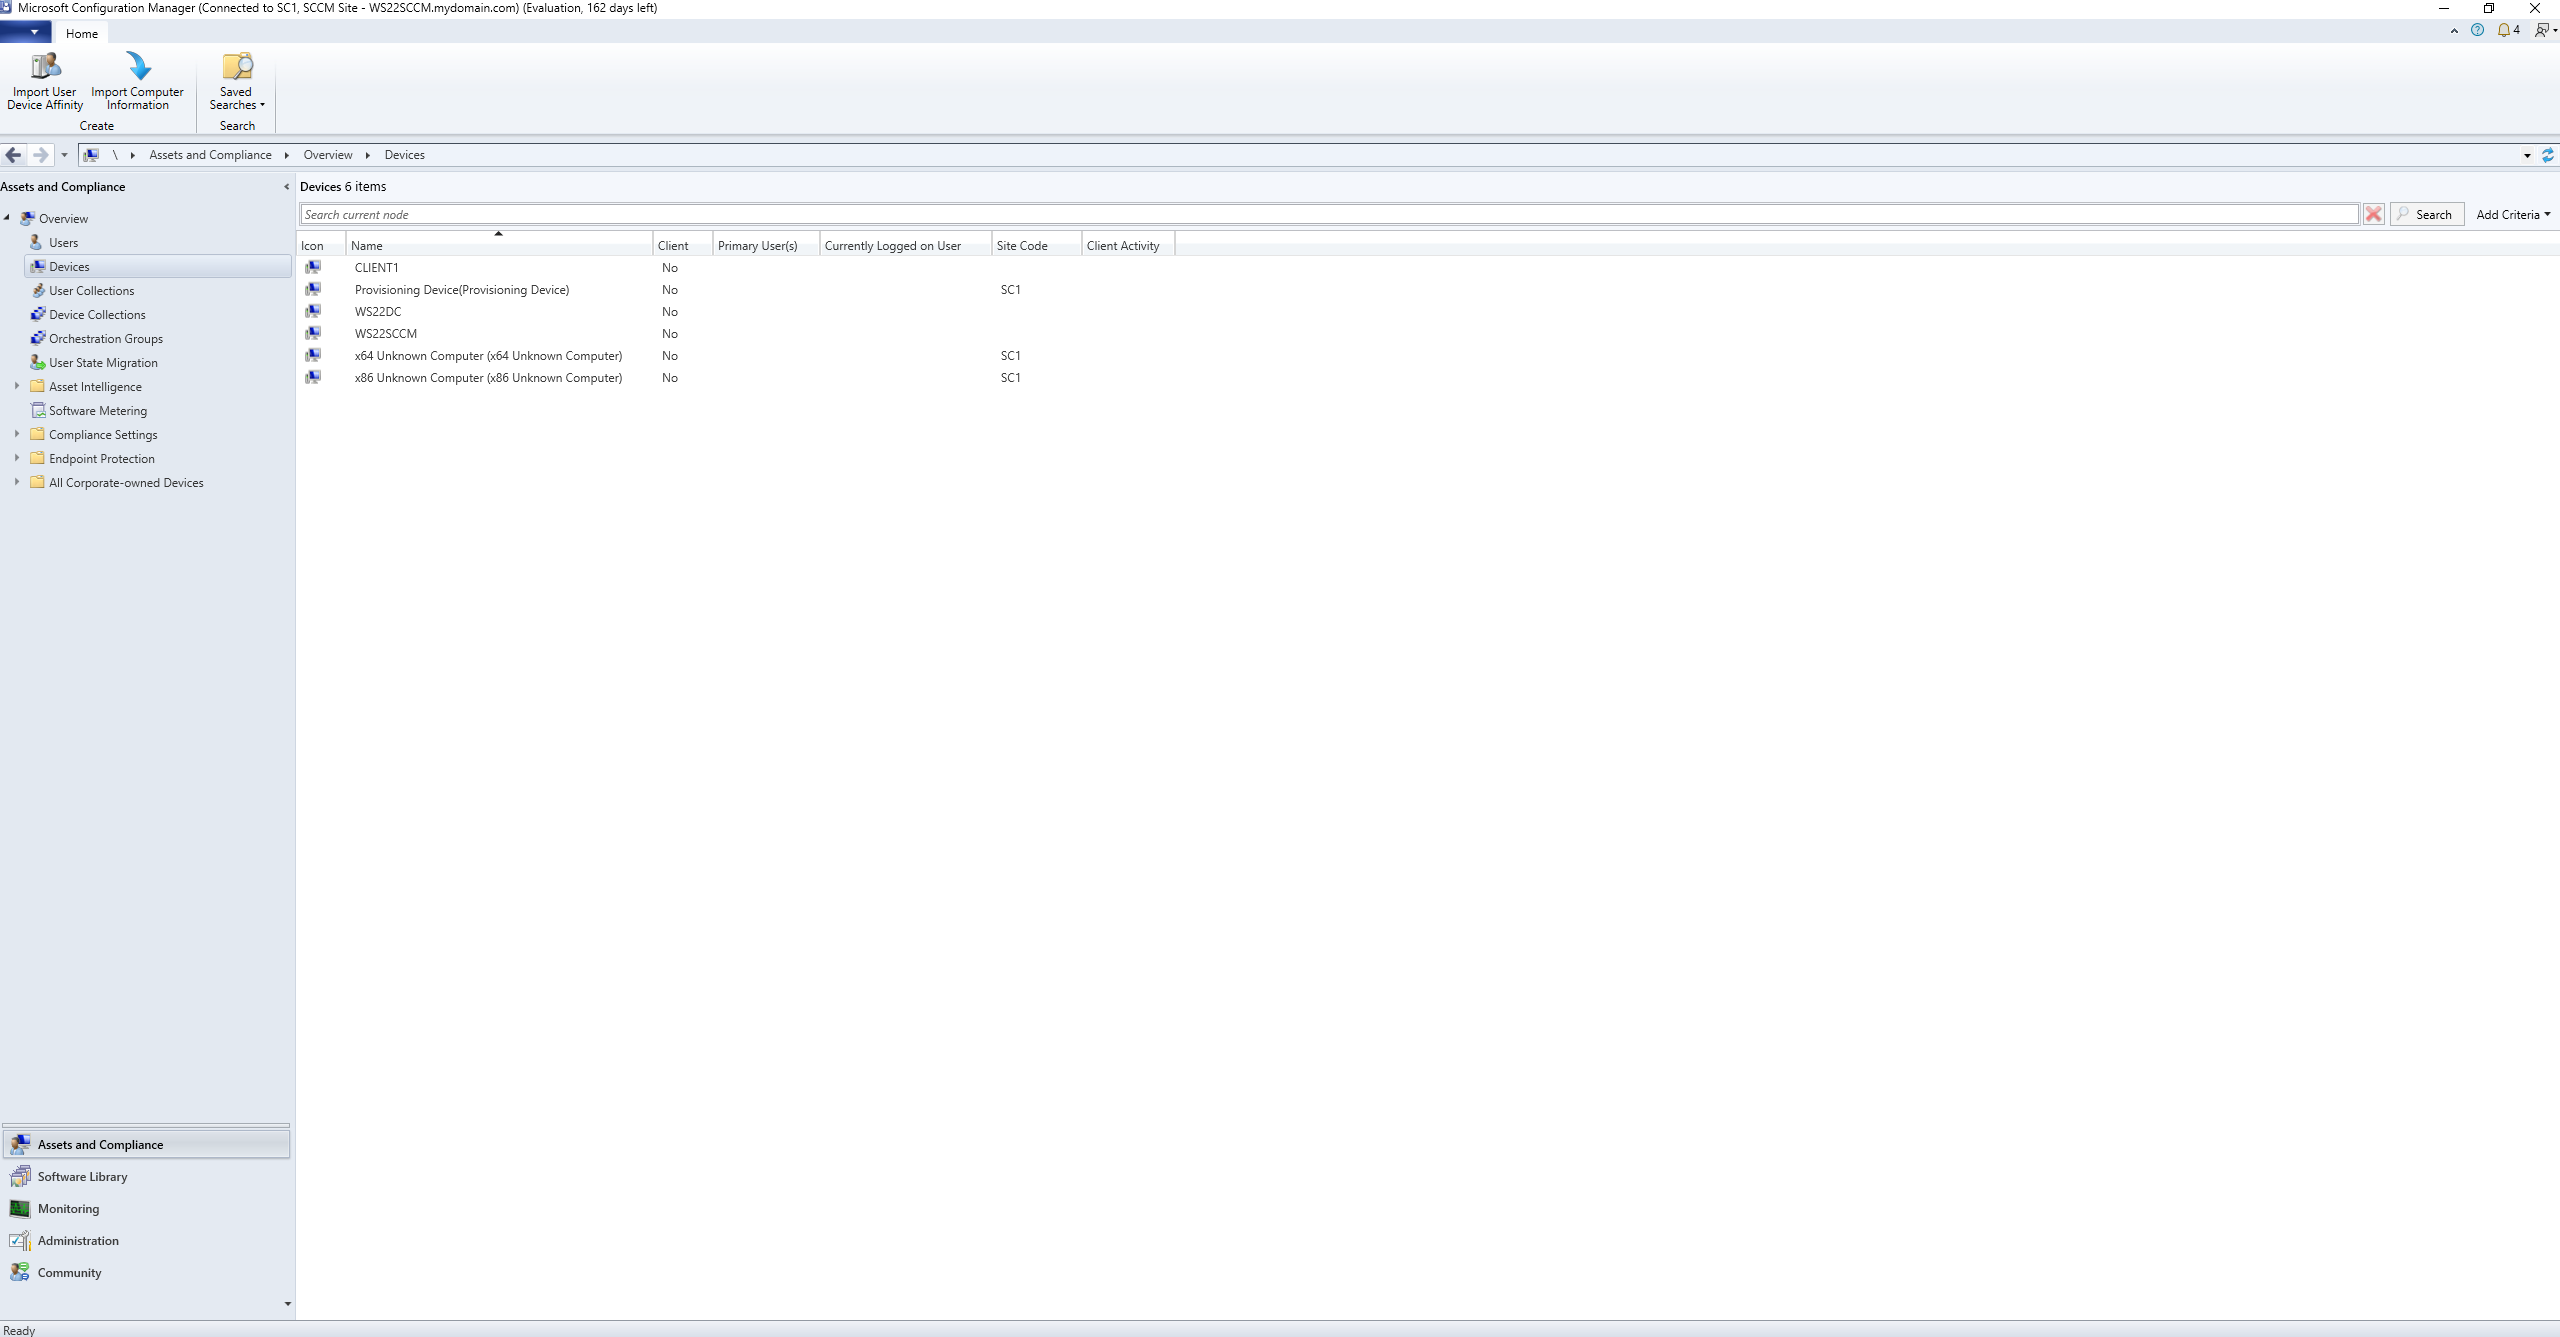 Microsoft Configuration Manager (Connected to SC1, SCCM Site - WS22SCCM.mydomain.com) (Evaluation, 162 days left)
Home
4
Import User Device Affinity
Import Computer Information
Saved Searches
Create
Search
\ Assets and Compliance Overview Devices
Assets and Compliance
Overview
Users
Devices
User Collections
Device Collections
Orchestration Groups
User State Migration
Asset Intelligence
Software Metering
Compliance Settings
Endpoint Protection
All Corporate-owned Devices
Assets and Compliance
Software Library
Monitoring
Administration
Community
Devices 6 items
Search current node
Search
Add Criteria
Icon Name Client Primary User(s) Currently Logged on User Site Code Client Activity
CLIENT1 No
Provisioning Device(Provisioning Device) No SC1
WS22DC No
WS22SCCM No
x64 Unknown Computer (x64 Unknown Computer) No SC1
x86 Unknown Computer (x86 Unknown Computer) No SC1
Ready